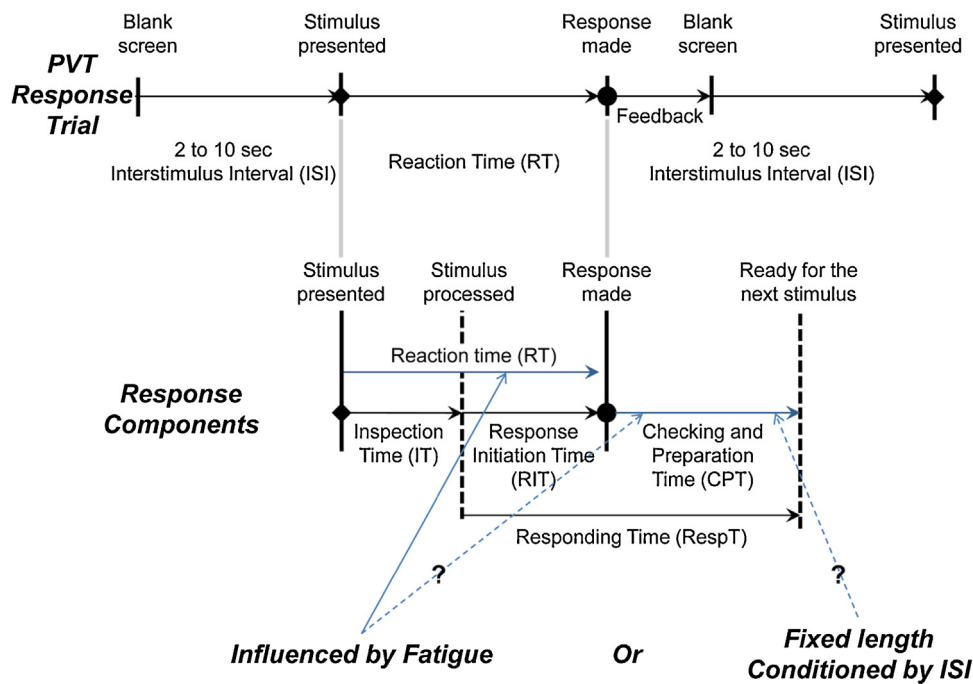 Blank
screen
Stimulus
presented
Response
made
Blank
screen
Stimulus
presented
PVT
Response
Trial
Feedback
2 to 10 sec
Interstimulus Interval (ISI)
Reaction Time (RT)
2 to 10 sec
Interstimulus Interval (ISI)
Stimulus
presented
Stimulus
processed
Response
made
Ready for the
next stimulus
Reaction time (RT)
Response
Components
Inspection
Time (IT)
Response
Initiation Time
(RIT)
Checking and
Preparation
Time (CPT)
Responding Time (RespT)
?
?
Influenced by Fatigue
Or
Fixed length
Conditioned by ISI